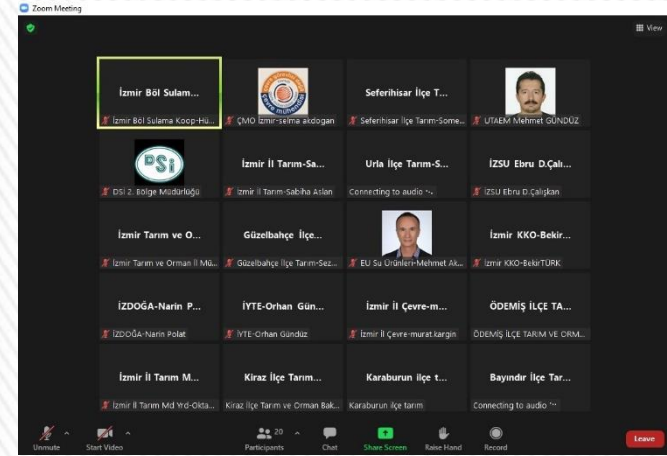 Zoom Meeting
View
İzmir Böl Sulam...
İzmir Böl Sulama Koop-Hü...
ÇMO İzmir-selma akdogan
Seferihisar İlçe T...
Seferihisar İlçe Tarım-Some...
UTAEM Mehmet GÜNDÜZ
DSİ
DSİ 2. Bölge Müdürlüğü
İzmir İl Tarım-Sa...
İzmir İl Tarım-Sabiha Aslan
Urla İlçe Tarım-S...
Connecting to audio
İZSU Ebru D.Çalı...
İZSU Ebru D.Çalışkan
İzmir Tarım ve O...
İzmir Tarım ve Orman İl Mü...
Güzelbahçe İlçe...
Güzelbahçe İlçe Tarım-Sez...
EU Su Ürünleri-Mehmet Ak...
İzmir KKO-Bekir...
İzmir KKO-BekirTÜRK
İZDOĞA-Narin P...
İZDOĞA-Narin Polat
İYTE-Orhan Gün...
İYTE-Orhan Gündüz
İzmir İl Çevre-m...
İzmir İl Çevre-murat.kargin
ÖDEMİŞ İLÇE TA...
ÖDEMİŞ İLÇE TARIM VE ORM...
İzmir İl Tarım M...
İzmir İl Tarım Md Yrd-Okta...
Kiraz İlçe Tarım...
Kiraz İlçe Tarım ve Orman Bak...
Karaburun ilçe t...
Karaburun ilçe tarım
Bayındır İlçe Tar...
Connecting to audio
Unmute
Start Video
20
Participants
Chat
Share Screen
Raise Hand
Record
Leave